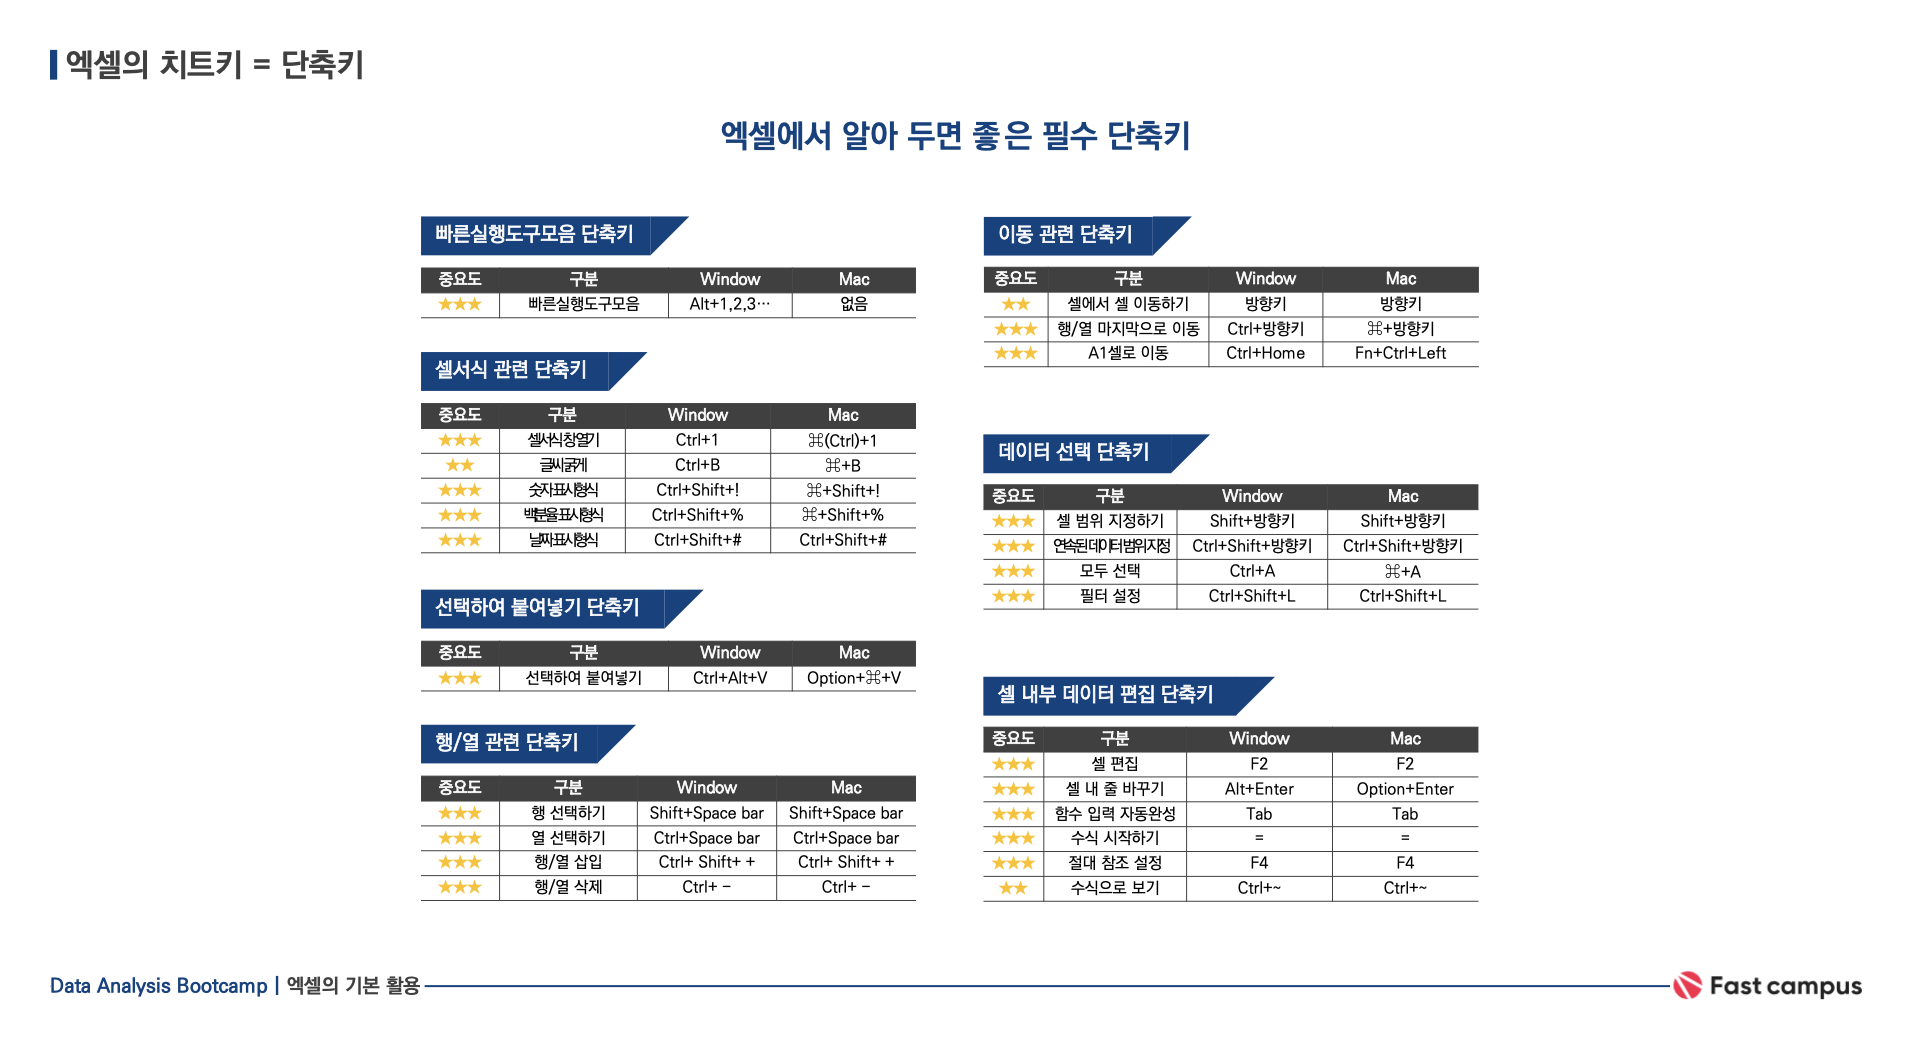 엑셀의 치트키 = 단축키
엑셀에서 알아 두면 좋은 필수 단축키
빠른실행도구모음 단축키
중요도 구분 Window Mac
★★★ 빠른실행도구모음 Alt+1,2,3… 없음
셀서식 관련 단축키
중요도 구분 Window Mac
★★★ 셀서식 창 열기 Ctrl+1 ⌘(Ctrl)+1
★★ 글씨 굵게 Ctrl+B ⌘+B
★★★ 숫자 표시형식 Ctrl+Shift+! ⌘+Shift+!
★★★ 백분율 표시형식 Ctrl+Shift+% ⌘+Shift+%
★★★ 날짜 표시형식 Ctrl+Shift+# Ctrl+Shift+#
선택하여 붙여넣기 단축키
중요도 구분 Window Mac
★★★ 선택하여 붙여넣기 Ctrl+Alt+V Option+⌘+V
행/열 관련 단축키
중요도 구분 Window Mac
★★★ 행 선택하기 Shift+Space bar Shift+Space bar
★★★ 열 선택하기 Ctrl+Space bar Ctrl+Space bar
★★★ 행/열 삽입 Ctrl+ Shift+ + Ctrl+ Shift+ +
★★★ 행/열 삭제 Ctrl+ – Ctrl+ –
이동 관련 단축키
중요도 구분 Window Mac
★★ 셀에서 셀 이동하기 방향키 방향키
★★★ 행/열 마지막으로 이동 Ctrl+방향키 ⌘+방향키
★★★ A1셀로 이동 Ctrl+Home Fn+Ctrl+Left
데이터 선택 단축키
중요도 구분 Window Mac
★★★ 셀 범위 지정하기 Shift+방향키 Shift+방향키
★★★ 연속된 데이터 범위 지정 Ctrl+Shift+방향키 Ctrl+Shift+방향키
★★★ 모두 선택 Ctrl+A ⌘+A
★★★ 필터 설정 Ctrl+Shift+L Ctrl+Shift+L
셀 내부 데이터 편집 단축키
중요도 구분 Window Mac
★★★ 셀 편집 F2 F2
★★★ 셀 내 줄 바꾸기 Alt+Enter Option+Enter
★★★ 함수 입력 자동완성 Tab Tab
★★★ 수식 시작하기 = =
★★★ 절대 참조 설정 F4 F4
★★ 수식으로 보기 Ctrl+~ Ctrl+~
Data Analysis Bootcamp | 엑셀의 기본 활용
Fast campus